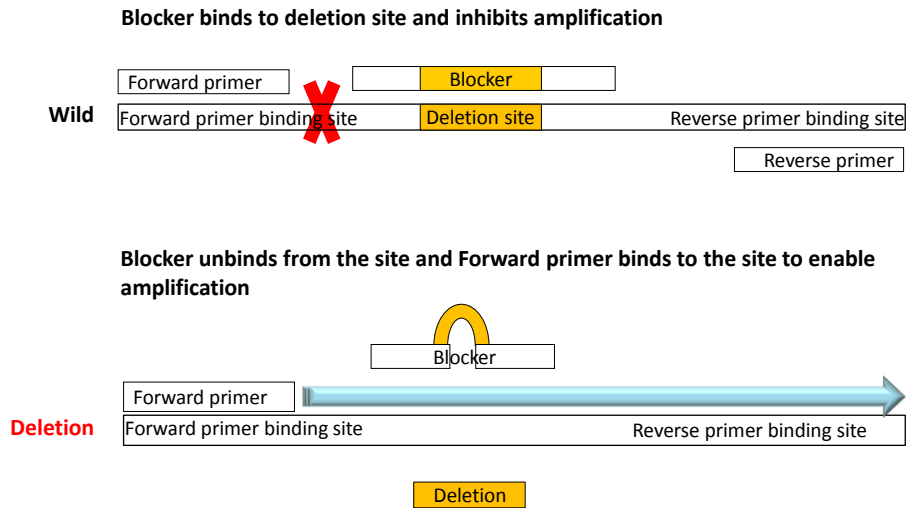 Blocker binds to deletion site and inhibits amplification
Forward primer
Blocker
Wild
Forward primer binding site
Deletion site
Reverse primer binding site
Reverse primer
Blocker unbinds from the site and Forward primer binds to the site to enable
amplification
Blocker
Forward primer
Deletion
Forward primer binding site
Reverse primer binding site
Deletion